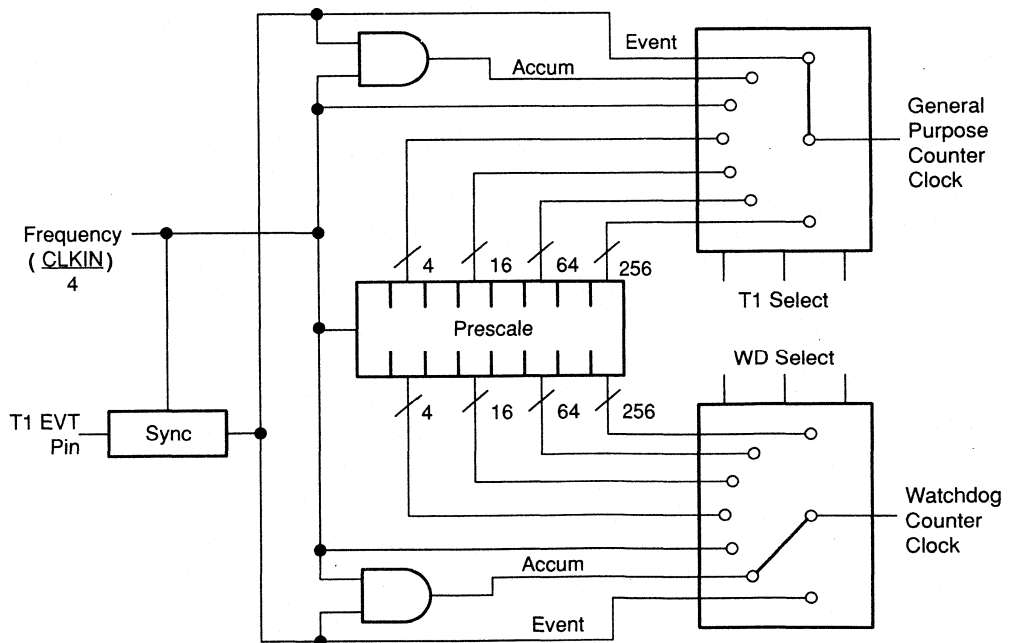 Event
Accum
General
Purpose
Counter
Clock
Frequency
( CLKIN )
4
4
16
64
256
T1 Select
Prescale
WD Select
4
16
64
256
T1 EVT
Pin
Sync
Watchdog
Counter
Clock
Accum
Event